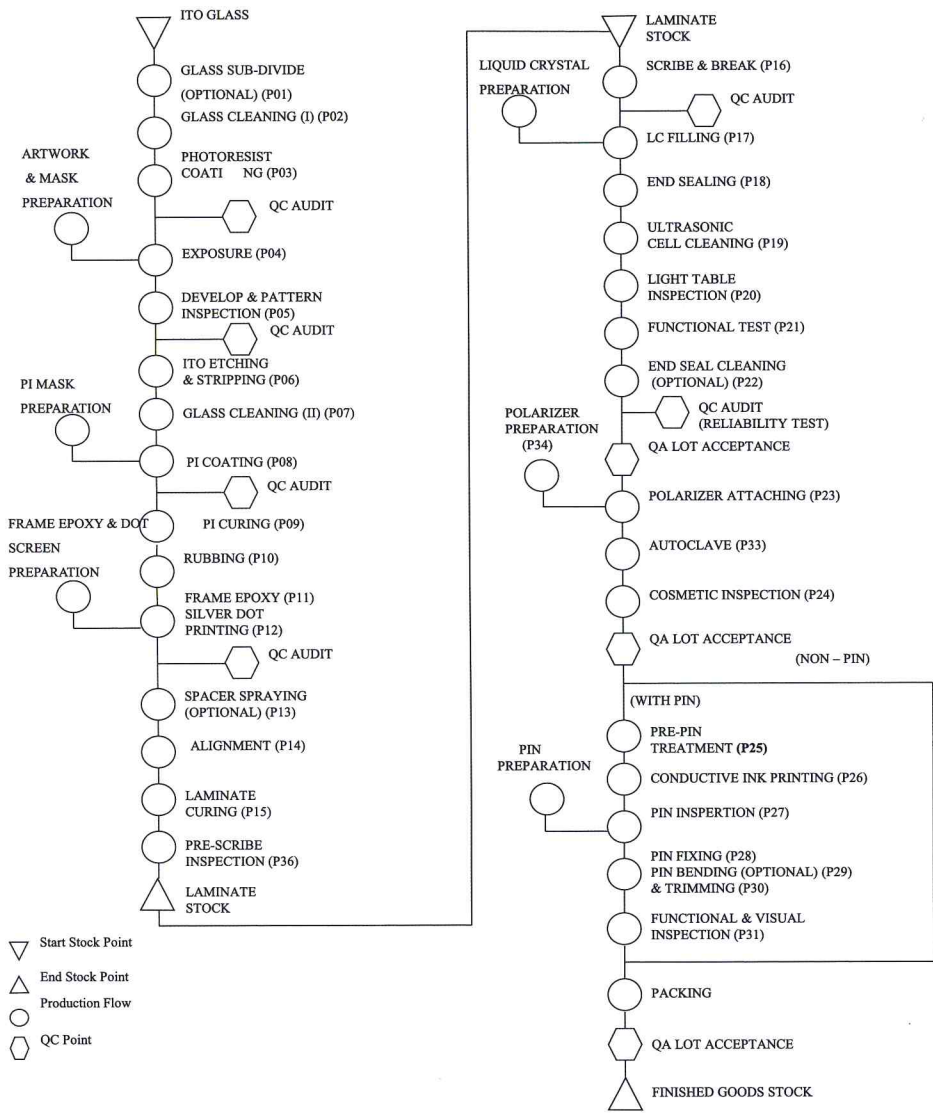 ITO GLASS
GLASS SUB-DIVIDE
(OPTIONAL) (P01)
GLASS CLEANING (I) (P02)
ARTWORK
& MASK
PREPARATION
PHOTORESIST
COATI NG (P03)
QC AUDIT
EXPOSURE (P04)
DEVELOP & PATTERN
INSPECTION (P05)
QC AUDIT
ITO ETCHING
& STRIPPING (P06)
PI MASK
PREPARATION
GLASS CLEANING (II) (P07)
PI COATING (P08)
QC AUDIT
FRAME EPOXY & DOT
SCREEN
PREPARATION
PI CURING (P09)
RUBBING (P10)
FRAME EPOXY (P11)
SILVER DOT
PRINTING (P12)
QC AUDIT
SPACER SPRAYING
(OPTIONAL) (P13)
ALIGNMENT (P14)
LAMINATE
CURING (P15)
PRE-SCRIBE
INSPECTION (P36)
LAMINATE
STOCK
Start Stock Point
End Stock Point
Production Flow
QC Point
LAMINATE
STOCK
LIQUID CRYSTAL
PREPARATION
SCRIBE & BREAK (P16)
QC AUDIT
LC FILLING (P17)
END SEALING (P18)
ULTRASONIC
CELL CLEANING (P19)
LIGHT TABLE
INSPECTION (P20)
FUNCTIONAL TEST (P21)
END SEAL CLEANING
(OPTIONAL) (P22)
QC AUDIT
(RELIABILITY TEST)
POLARIZER
PREPARATION
(P34)
QA LOT ACCEPTANCE
POLARIZER ATTACHING (P23)
AUTOCLAVE (P33)
COSMETIC INSPECTION (P24)
QA LOT ACCEPTANCE
(NON – PIN)
(WITH PIN)
PRE-PIN
TREATMENT (P25)
PIN
PREPARATION
CONDUCTIVE INK PRINTING (P26)
PIN INSPERTION (P27)
PIN FIXING (P28)
PIN BENDING (OPTIONAL) (P29)
& TRIMMING (P30)
FUNCTIONAL & VISUAL
INSPECTION (P31)
PACKING
QA LOT ACCEPTANCE
FINISHED GOODS STOCK